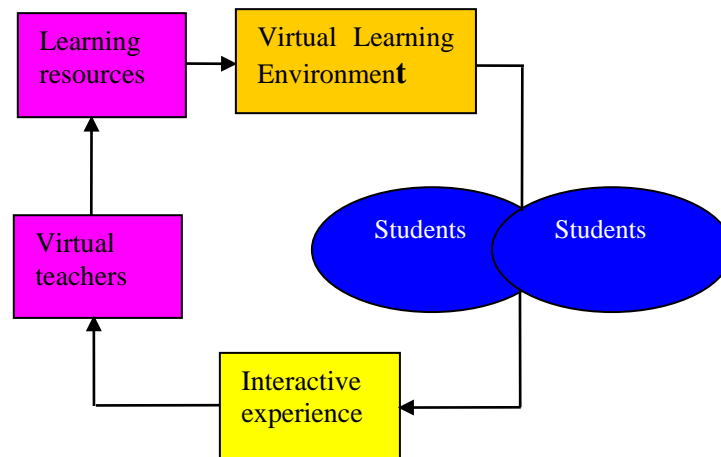 Learning
resources
Virtual Learning
Environment
Students
Students
Virtual
teachers
Interactive
experience